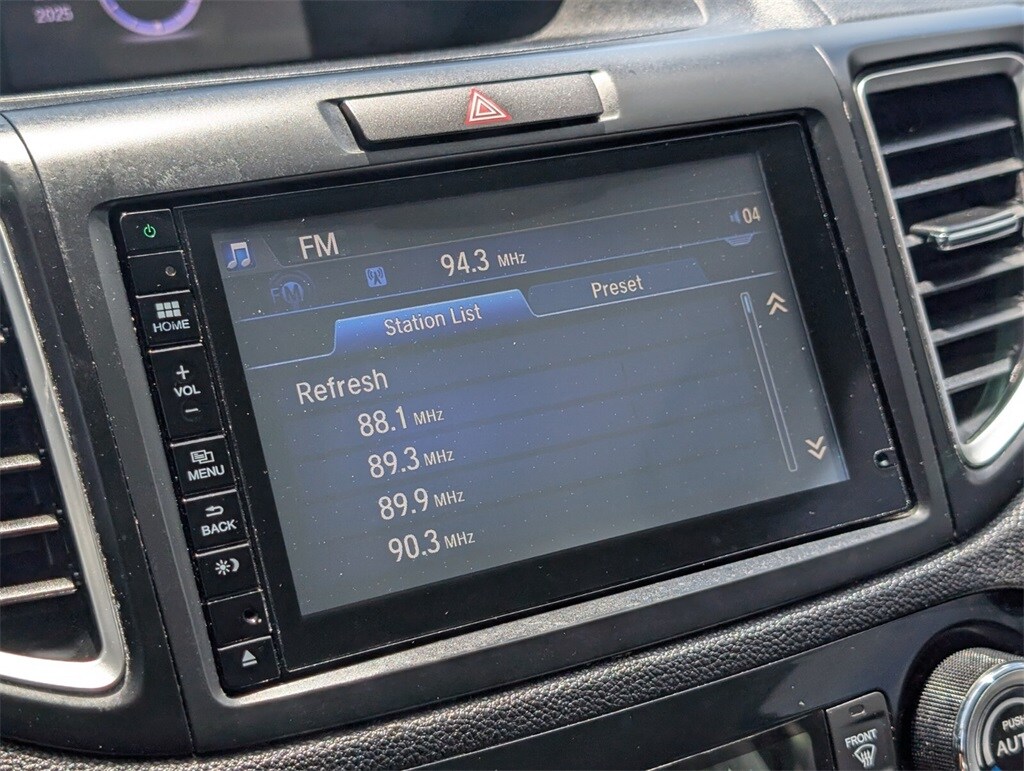 2025
FM
94.3 MHz
04
FM
Station List
Preset
Refresh
88.1 MHz
89.3 MHz
89.9 MHz
90.3 MHz
HOME
+
VOL
−
MENU
BACK
FRONT
PUSH
AUTO